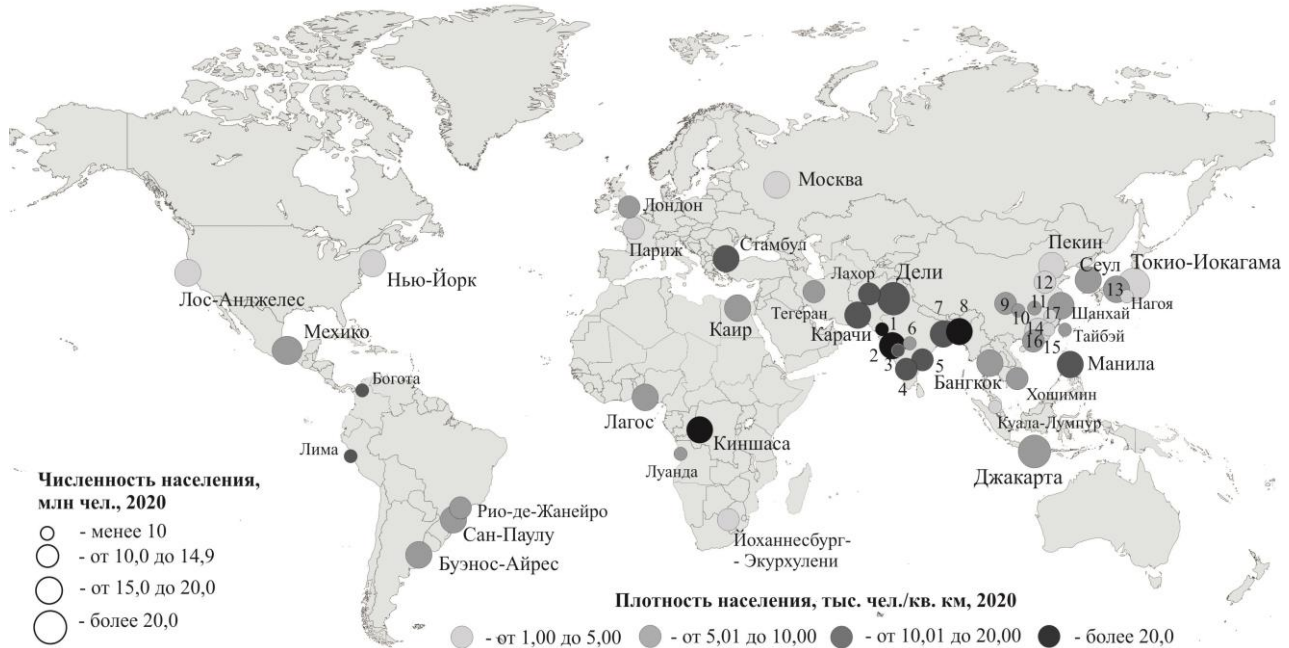 Москва
Лондон
Париж
Стамбул
Пекин
Сеул
Токио-Иокагама
Нью-Йорк
Лос-Анджелес
Лахор
Дели
12
13
Нагоя
Мехико
Каир
Тегеран
Карачи
1
6
7
8
9
10
11
17
Шанхай
14
Тайбэй
2
3
4
5
16
15
Манила
Богота
Бангкок
Хошимин
Лагос
Киншаса
Куала-Лумпур
Лима
Луанда
Джакарта
Рио-де-Жанейро
Сан-Паулу
Буэнос-Айрес
Йоханнесбург-
- Экурхулени
Численность населения,
млн чел., 2020
- менее 10
- от 10,0 до 14,9
- от 15,0 до 20,0
- более 20,0
Плотность населения, тыс. чел./кв. км, 2020
- от 1,00 до 5,00
- от 5,01 до 10,00
- от 10,01 до 20,00
- более 20,0